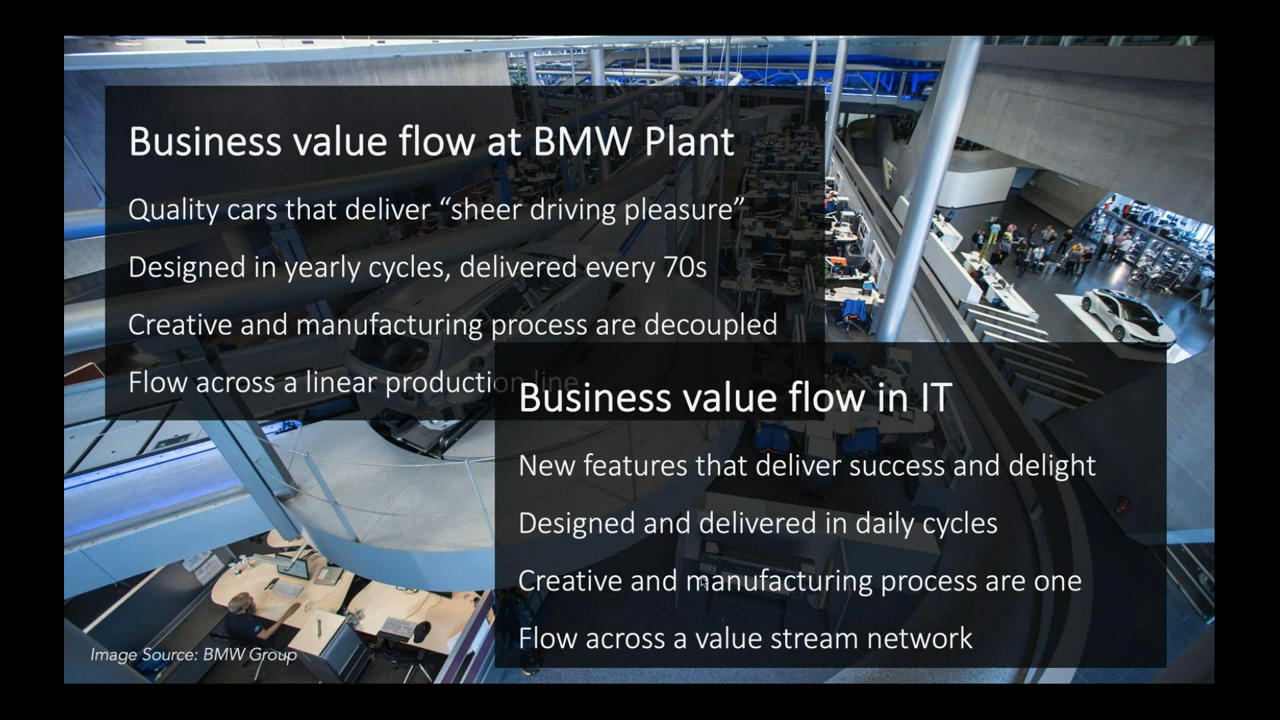 Business value flow at BMW Plant
Quality cars that deliver “sheer driving pleasure”
Designed in yearly cycles, delivered every 70s
Creative and manufacturing process are decoupled
Flow across a linear production line
Business value flow in IT
New features that deliver success and delight
Designed and delivered in daily cycles
Creative and manufacturing process are one
Flow across a value stream network
Image Source: BMW Group